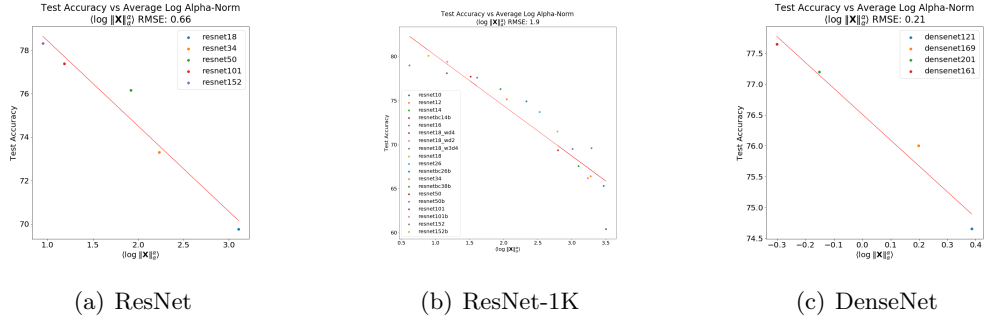 Test Accuracy vs Average Log Alpha-Norm
⟨log ‖X‖αα⟩ RMSE: 0.66
resnet18
resnet34
resnet50
resnet101
resnet152
Test Accuracy
78
76
74
72
70
1.0 1.5 2.0 2.5 3.0
⟨log ‖X‖αα⟩
(a) ResNet
Test Accuracy vs Average Log Alpha-Norm
⟨log ‖X‖αα⟩ RMSE: 1.9
resnet10
resnet12
resnet14
resnetbc14b
resnet16
resnet18_wd4
resnet18_wd2
resnet18_w3d4
resnet18
resnet26
resnetbc26b
resnet34
resnetbc38b
resnet50
resnet50b
resnet101
resnet101b
resnet152
resnet152b
Test Accuracy
80
75
70
65
60
0.5 1.0 1.5 2.0 2.5 3.0 3.5
⟨log ‖X‖αα⟩
(b) ResNet-1K
Test Accuracy vs Average Log Alpha-Norm
⟨log ‖X‖αα⟩ RMSE: 0.21
densenet121
densenet169
densenet201
densenet161
Test Accuracy
77.5
77.0
76.5
76.0
75.5
75.0
74.5
−0.3 −0.2 −0.1 0.0 0.1 0.2 0.3 0.4
⟨log ‖X‖αα⟩
(c) DenseNet